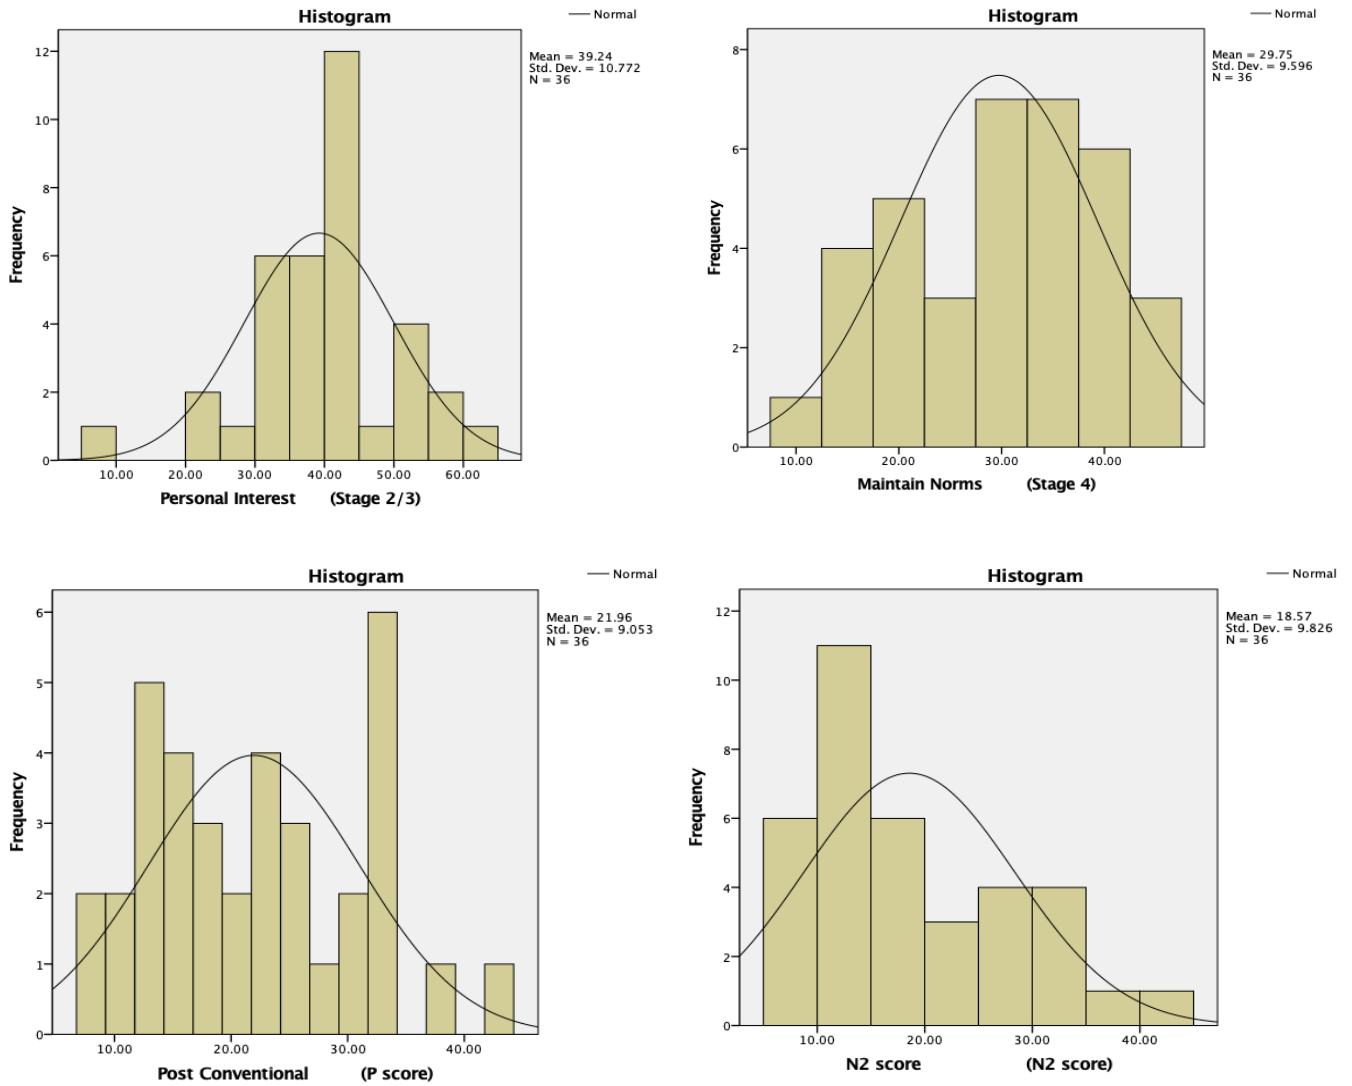 Histogram
Normal
Mean = 39.24
Std. Dev. = 10.772
N = 36
12
10
8
6
4
2
0
Frequency
10.00 20.00 30.00 40.00 50.00 60.00
Personal Interest (Stage 2/3)
Histogram
Normal
Mean = 29.75
Std. Dev. = 9.596
N = 36
8
6
4
2
0
Frequency
10.00 20.00 30.00 40.00
Maintain Norms (Stage 4)
Histogram
Normal
Mean = 21.96
Std. Dev. = 9.053
N = 36
6
5
4
3
2
1
0
Frequency
10.00 20.00 30.00 40.00
Post Conventional (P score)
Histogram
Normal
Mean = 18.57
Std. Dev. = 9.826
N = 36
12
10
8
6
4
2
0
Frequency
10.00 20.00 30.00 40.00
N2 score (N2 score)